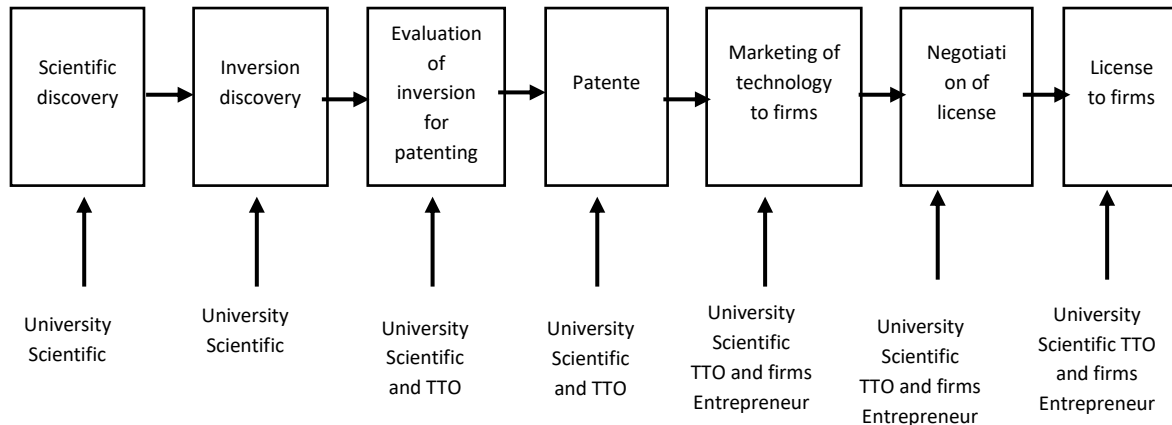 Scientific
discovery
Inversion
discovery
Evaluation
of
inversion
for
patenting
Patente
Marketing of
technology
to firms
Negotiati
on of
license
License
to firms
University
Scientific
University
Scientific
University
Scientific
and TTO
University
Scientific
and TTO
University
Scientific
TTO and firms
Entrepreneur
University
Scientific
TTO and firms
Entrepreneur
University
Scientific TTO
and firms
Entrepreneur